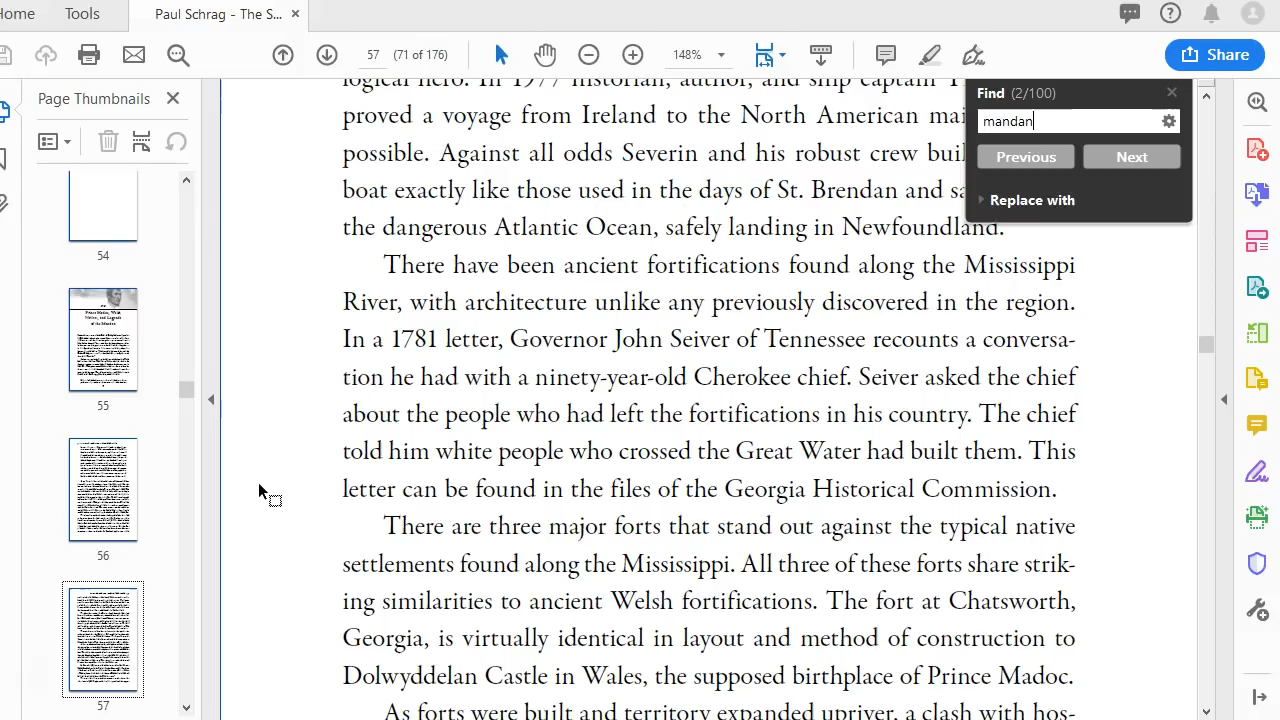 Home
Tools
Paul Schrag - The S...
57
(71 of 176)
148%
Share
Page Thumbnails
54
55
56
57
Find (2/100)
mandan
Previous
Next
Replace with
logical hero. In 1977 historian, author, and ship captain
proved a voyage from Ireland to the North American
possible. Against all odds Severin and his robust crew
boat exactly like those used in the days of St. Brendan and
the dangerous Atlantic Ocean, safely landing in Newfoundland.
There have been ancient fortifications found along the Mississippi
River, with architecture unlike any previously discovered in the region.
In a 1781 letter, Governor John Seiver of Tennessee recounts a conversa-
tion he had with a ninety-year-old Cherokee chief. Seiver asked the chief
about the people who had left the fortifications in his country. The chief
told him white people who crossed the Great Water had built them. This
letter can be found in the files of the Georgia Historical Commission.
There are three major forts that stand out against the typical native
settlements found along the Mississippi. All three of these forts share strik-
ing similarities to ancient Welsh fortifications. The fort at Chatsworth,
Georgia, is virtually identical in layout and method of construction to
Dolwyddelan Castle in Wales, the supposed birthplace of Prince Madoc.
As forts were built and territory expanded upriver, a clash with hos-